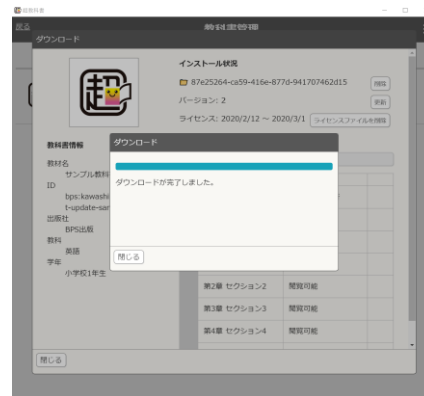 超教科書
戻る
教科書管理
ダウンロード
超
インストール状況
87e25264-ca59-416e-877d-941707462d15
削除
バージョン: 2
更新
ライセンス: 2020/2/12 ～ 2020/3/1
ライセンスファイルを削除
教科書情報
教材名
サンプル教科
ID
bps:kawashi
t-update-sar
出版社
BPS出版
教科
英語
学年
小学校1年生
ダウンロード
ダウンロードが完了しました。
閉じる
第2章 セクション2 閲覧可能
第3章 セクション3 閲覧可能
第4章 セクション4 閲覧可能
閉じる